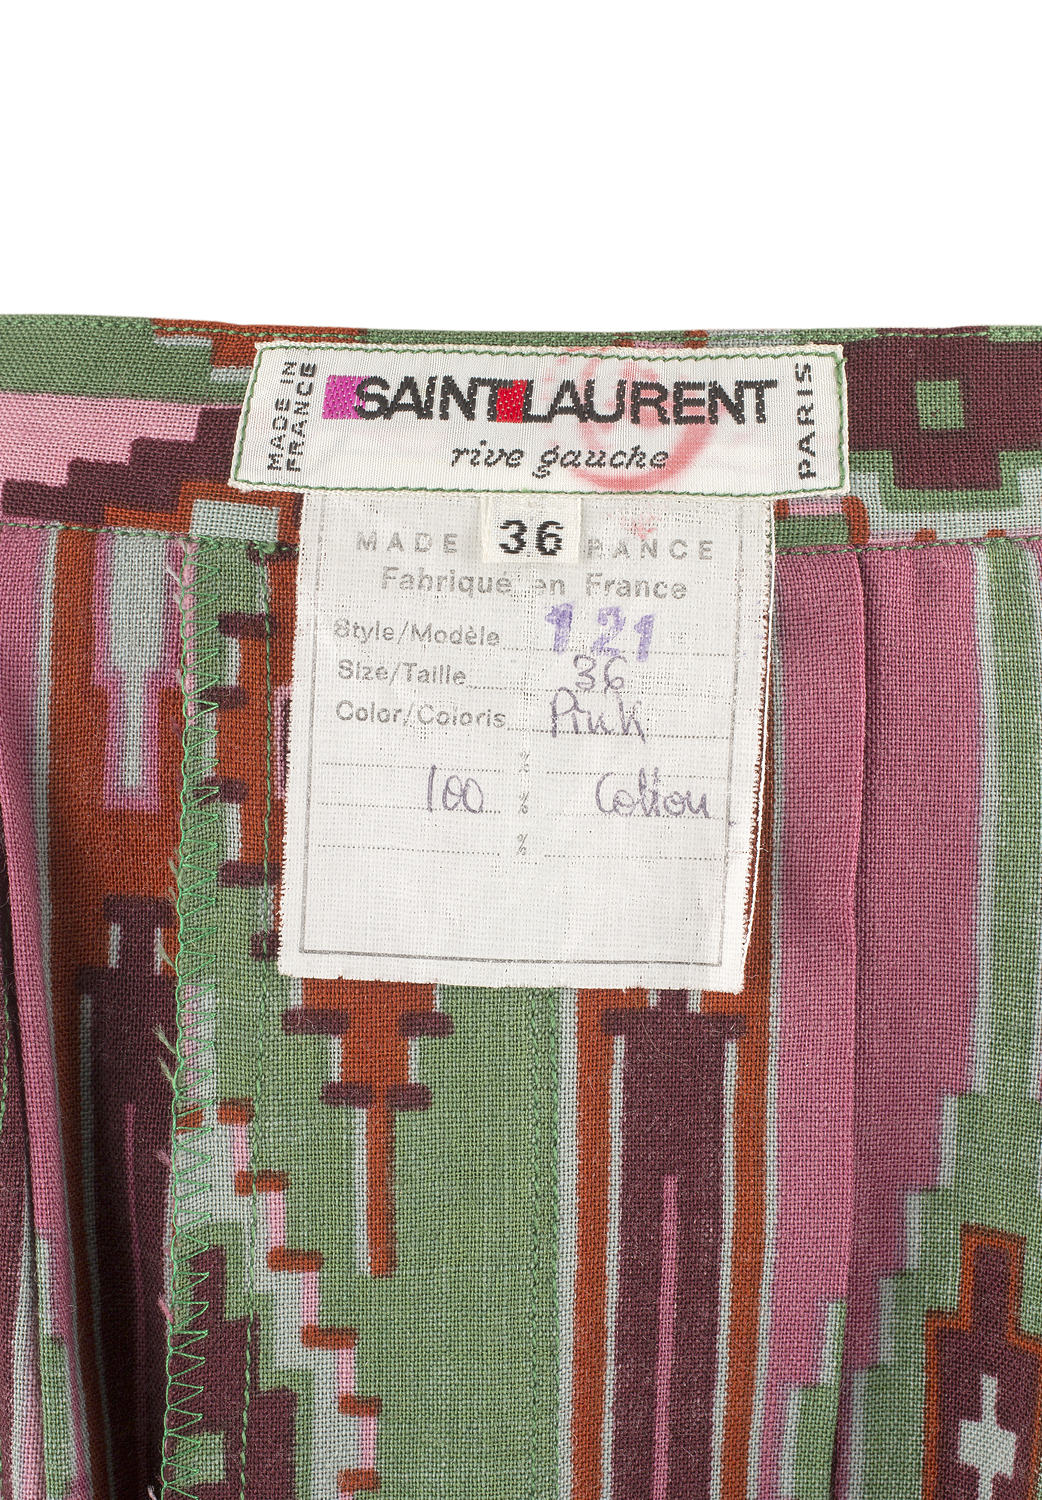 MADE IN
FRANCE
SAINT LAURENT
rive gauche
PARIS
36
MADE RANCE
Fabriqué en France
Style/Modèle 121
Size/Taille 36
Color/Coloris Pink
%
100 % Cotton
%